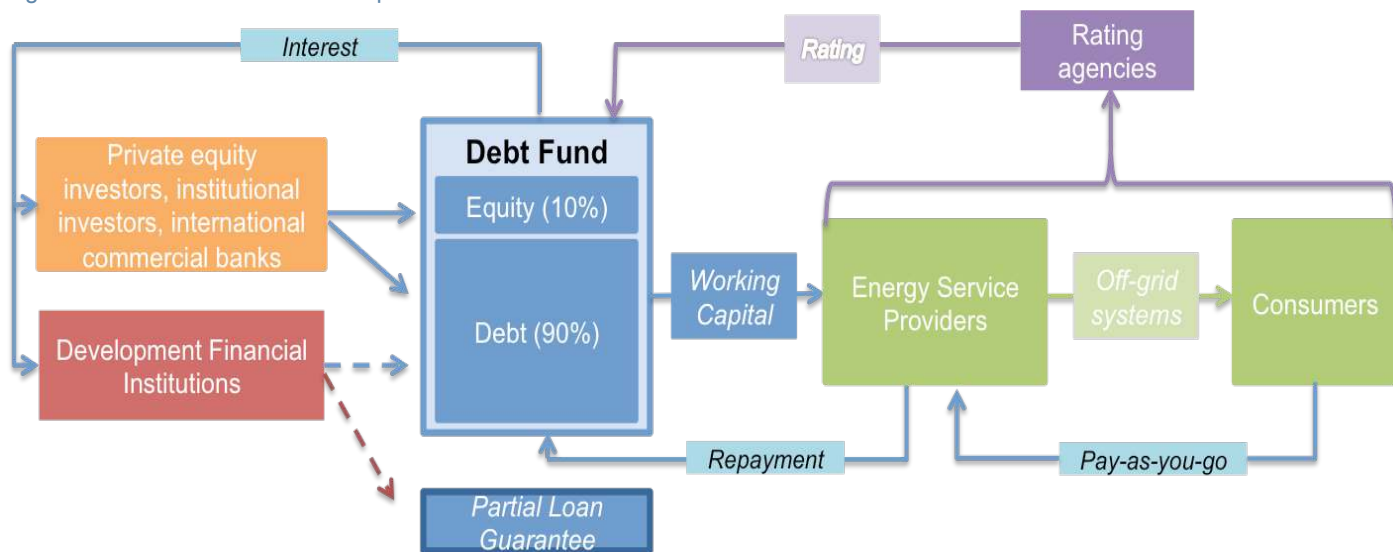 Interest
Rating
Rating
agencies
Private equity
investors, institutional
investors, international
commercial banks
Debt Fund
Equity (10%)
Debt (90%)
Working
Capital
Energy Service
Providers
Off-grid
systems
Consumers
Development Financial
Institutions
Repayment
Pay-as-you-go
Partial Loan
Guarantee